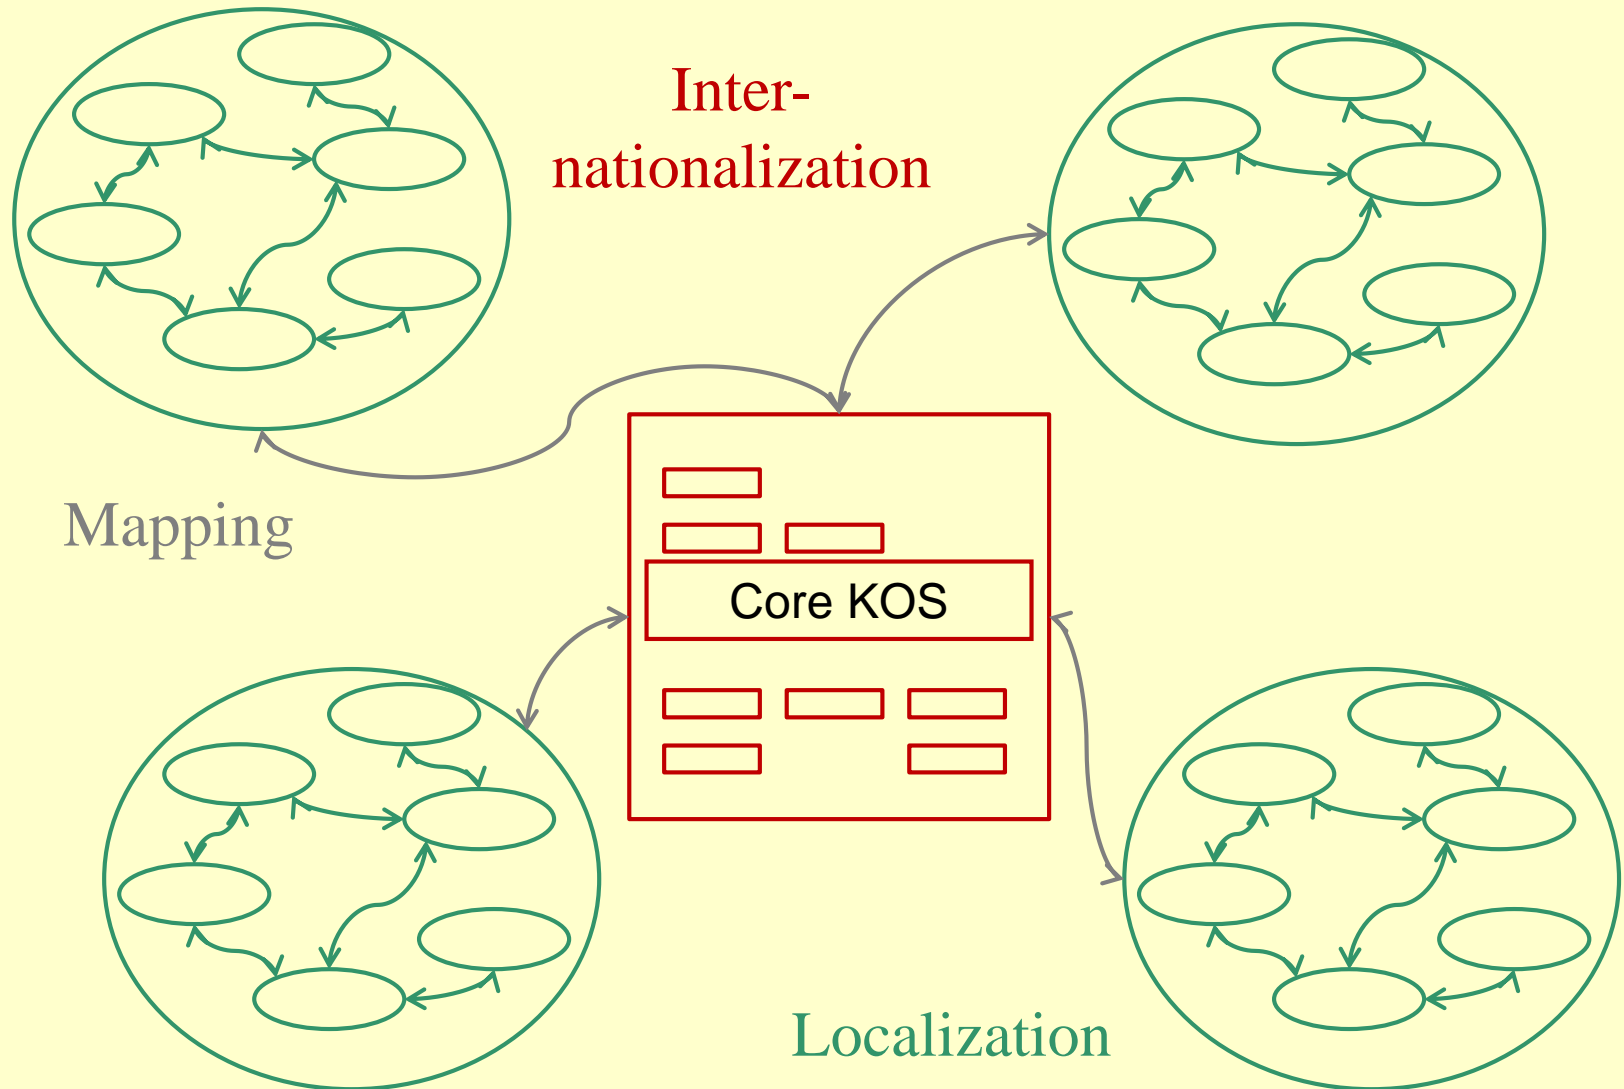 Inter-
nationalization
Mapping
Core KOS
Localization